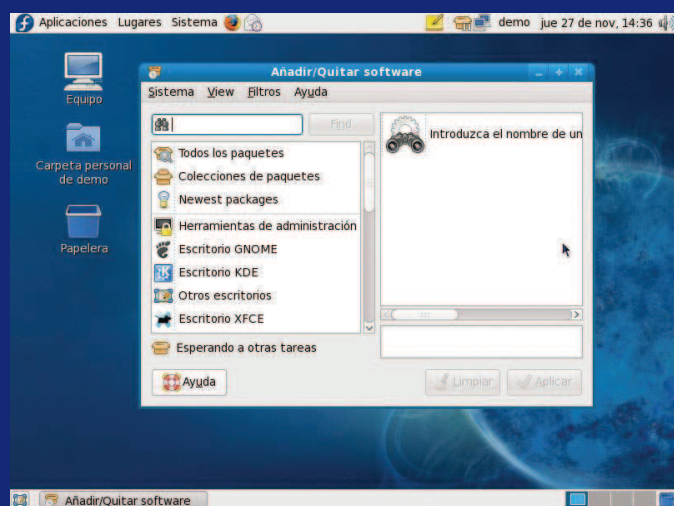 Aplicaciones Lugares Sistema demo jue 27 de nov, 14:36
Equipo
Carpeta personal
de demo
Papelera
Añadir/Quitar software
Sistema View Filtros Ayuda
Find
Todos los paquetes
Colecciones de paquetes
Newest packages
Herramientas de administración
Escritorio GNOME
Escritorio KDE
Otros escritorios
Escritorio XFCE
Introduzca el nombre de un
Esperando a otras tareas
Ayuda
Limpiar
Aplicar
Añadir/Quitar software